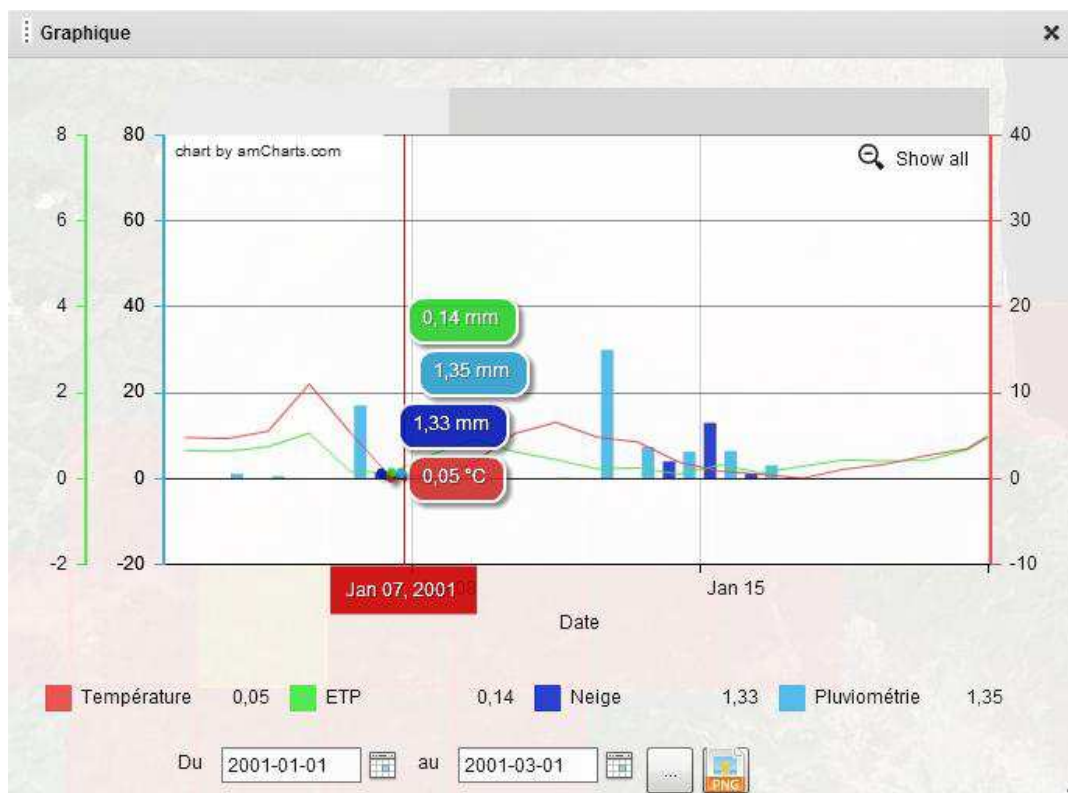 Graphique
8 80 40
chart by amCharts.com
Show all
6 60 30
4 40 20
0,14 mm
1,35 mm
2 20 10
1,33 mm
0,05 °C
0 0 0
-2 -20 -10
Jan 07, 2001 08 Jan 15
Date
Température 0,05 ETP 0,14 Neige 1,33 Pluviométrie 1,35
Du 2001-01-01 au 2001-03-01 ... PNG